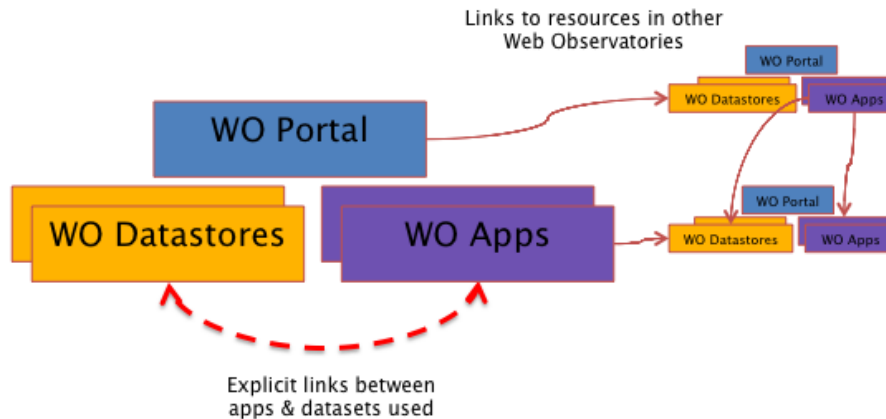 Links to resources in other
Web Observatories
WO Portal
WO Datastores
WO Apps
WO Portal
WO Datastores
WO Apps
WO Portal
WO Datastores
WO Apps
Explicit links between
apps & datasets used